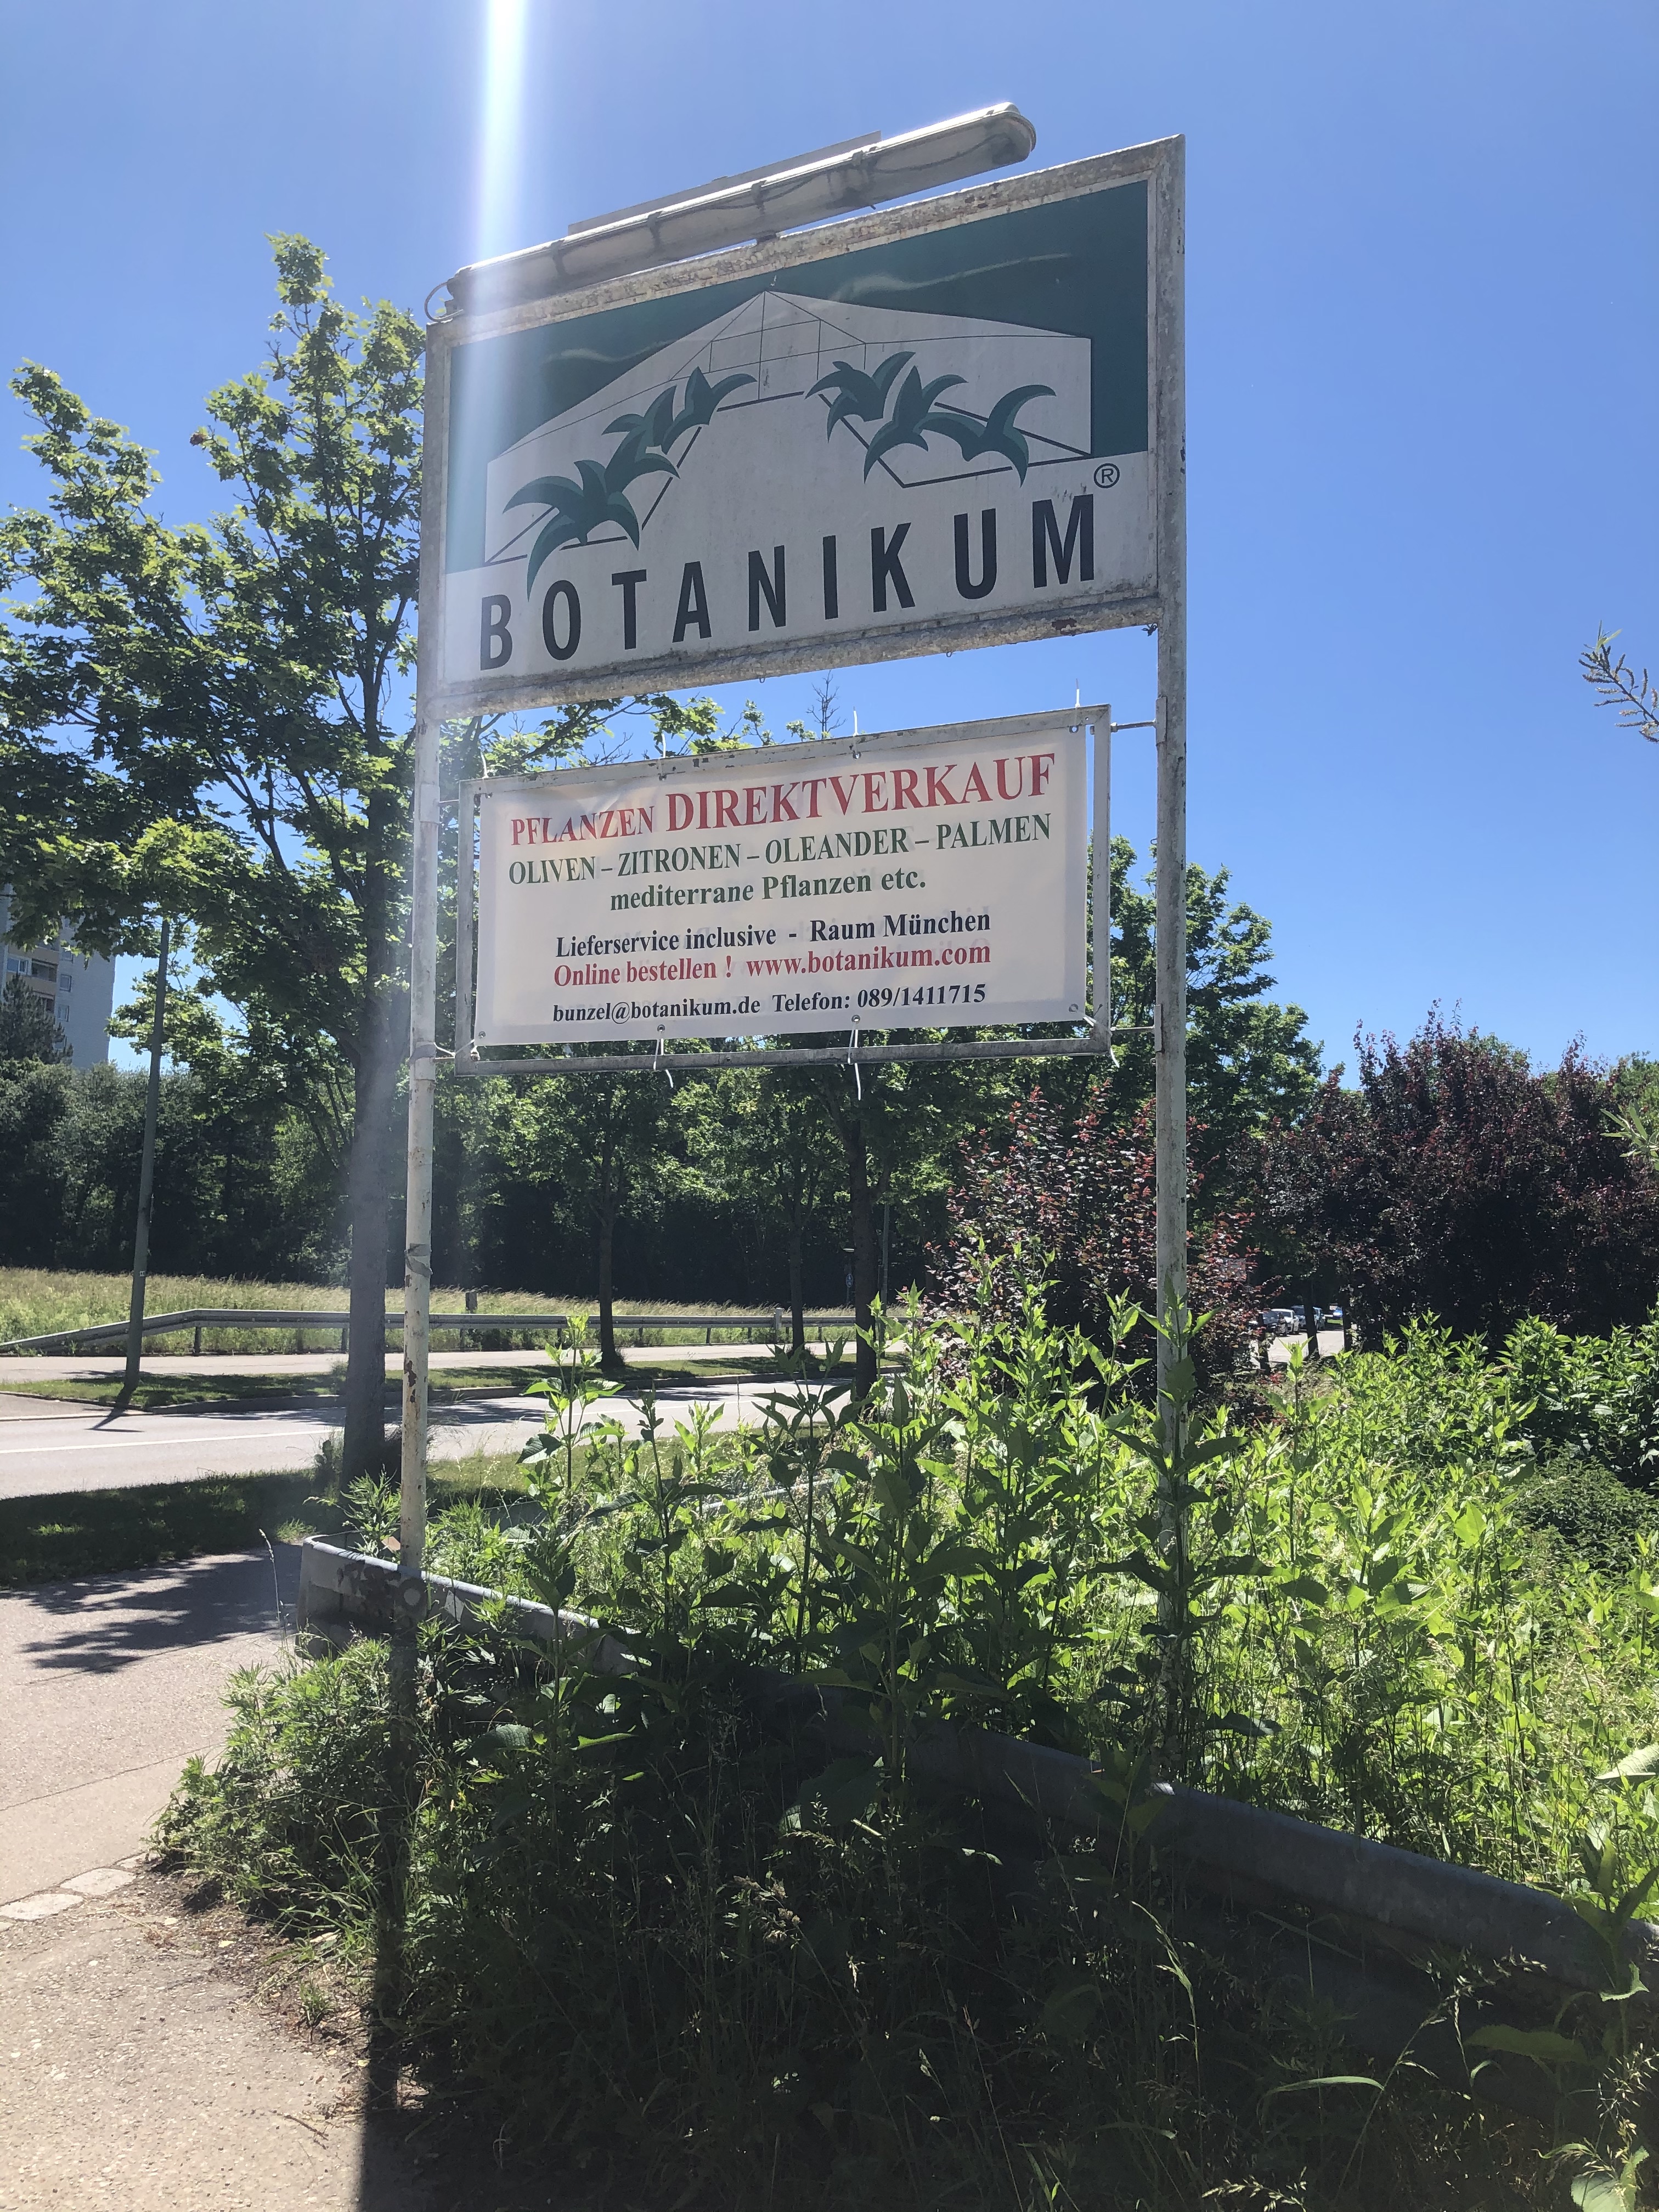 BOTANIKUM®
PFLANZEN DIREKTVERKAUF
OLIVEN – ZITRONEN – OLEANDER – PALMEN
mediterrane Pflanzen etc.
Lieferservice inclusive - Raum München
Online bestellen ! www.botanikum.com
bunzel@botanikum.de Telefon: 089/1411715